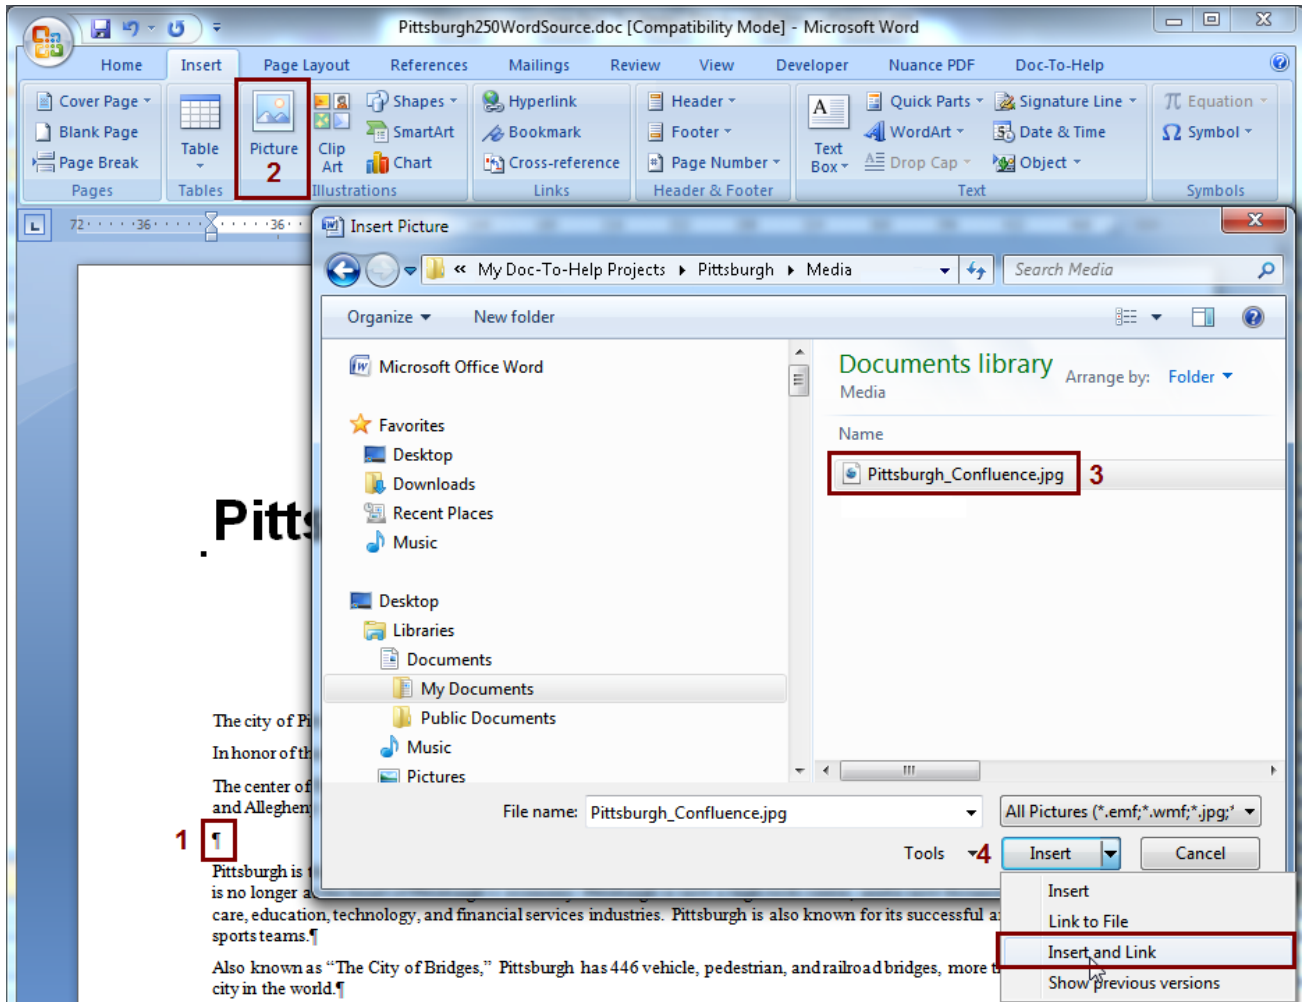 Pittsburgh250WordSource.doc [Compatibility Mode] - Microsoft Word
Home Insert Page Layout References Mailings Review View Developer Nuance PDF Doc-To-Help
Cover Page Shapes Hyperlink Header Quick Parts Signature Line π Equation
Blank Page SmartArt Bookmark Footer A WordArt 5 Date & Time Ω Symbol
Page Break Table Picture Clip Art Chart Cross-reference # Page Number Text Box Drop Cap Object
2
Pages Tables Illustrations Links Header & Footer Text Symbols
L 72 36 36
Insert Picture
« My Doc-To-Help Projects Pittsburgh Media Search Media
Organize New folder
Microsoft Office Word
Documents library
Media
Arrange by: Folder
Favorites
Desktop
Downloads
Recent Places
Music
Name
Pittsburgh_Confluence.jpg 3
Desktop
Libraries
Documents
My Documents
Public Documents
Music
Pictures
File name: Pittsburgh_Confluence.jpg All Pictures (*.emf;*.wmf;*.jpg;*
Tools 4 Insert Cancel
Insert
Link to File
Insert and Link
Show previous versions
Pitts
The city of Pi
In honor of th
The center of
and Allegheny
1 ¶
Pittsburgh is t
is no longer a
care, education, technology, and financial services industries. Pittsburgh is also known for its successful a
sports teams.¶
Also known as “The City of Bridges,” Pittsburgh has 446 vehicle, pedestrian, and railroad bridges, more t
city in the world.¶